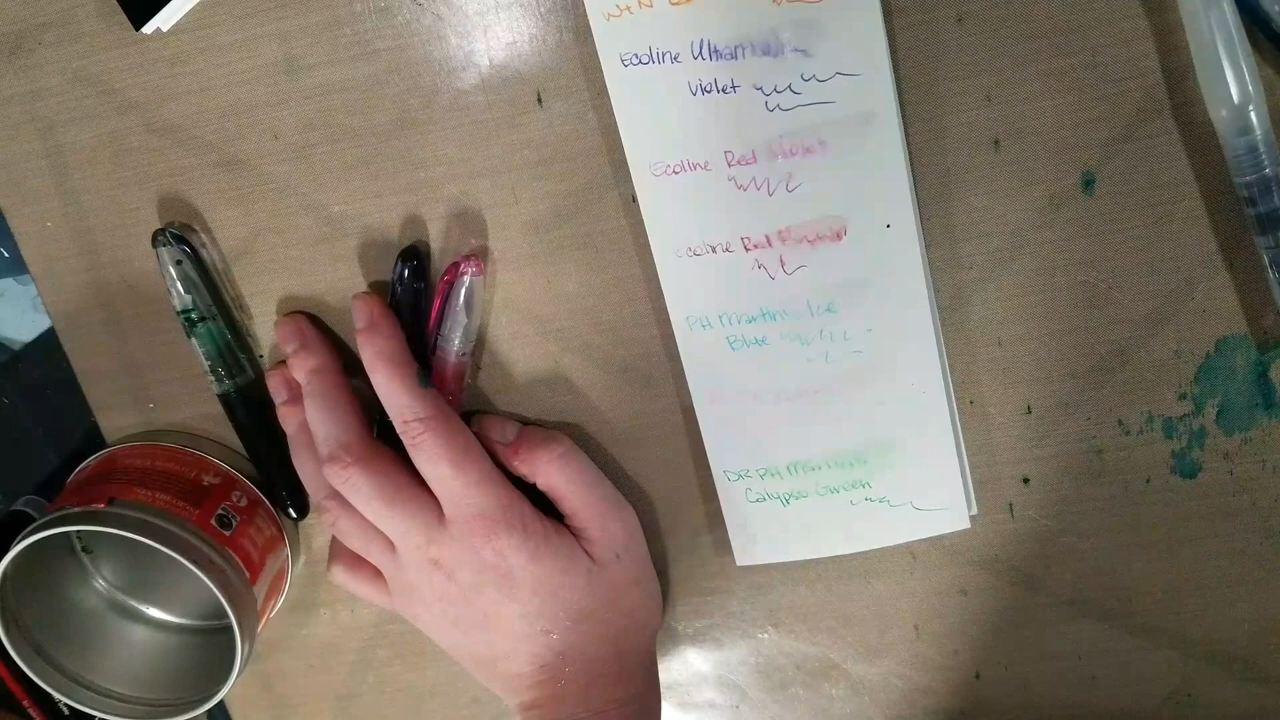 W+N
Ecoline Ultramarine
Violet
Ecoline Red Violet
Ecoline Red
PH Martin's Ice
Blue
DR PH Martin's
Calypso Green